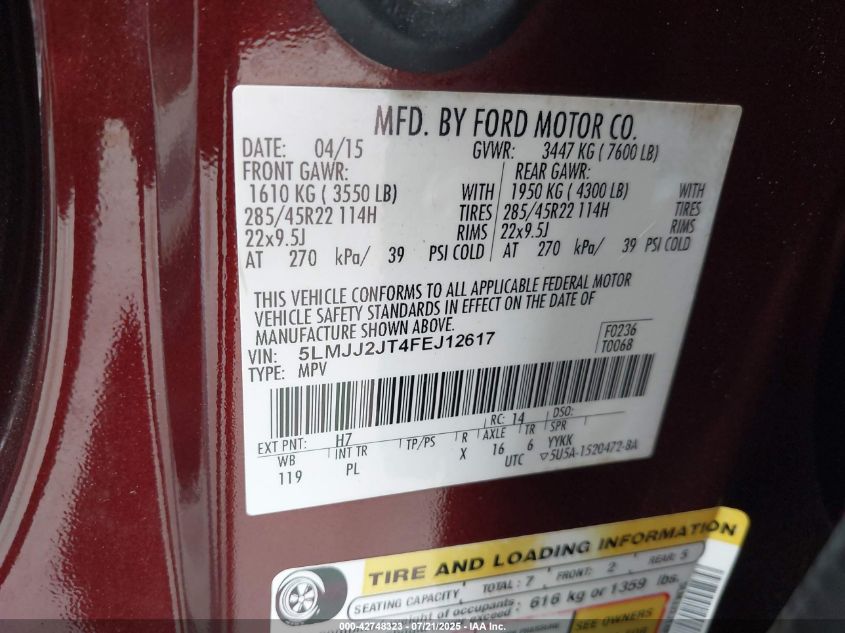 MFD. BY FORD MOTOR CO.
DATE: 04/15 GVWR: 3447 KG ( 7600 LB)
FRONT GAWR: REAR GAWR:
1610 KG ( 3550 LB) WITH 1950 KG ( 4300 LB) WITH
285/45R22 114H TIRES 285/45R22 114H TIRES
22x9.5J RIMS 22x9.5J RIMS
AT 270 kPa/ 39 PSI COLD AT 270 kPa/ 39 PSI COLD
THIS VEHICLE CONFORMS TO ALL APPLICABLE FEDERAL MOTOR
VEHICLE SAFETY STANDARDS IN EFFECT ON THE DATE OF
MANUFACTURE SHOWN ABOVE.
VIN: 5LMJJ2JT4FEJ12617 F0236
TYPE: MPV T0068
EXT PNT: H7 RC: 14 DSO:
WB INT TR TP/PS R AXLE TR SPR
119 PL X 16 6 YYKK
UTC ▽5U5A-1520472-BA
TIRE AND LOADING INFORMATION
SEATING CAPACITY TOTAL: 7 FRONT: 2 REAR: 5
of occupants 616 kg or 1359 lbs.
SEE OWNERS
000-42748323 - 07/21/2025 - © IAA Inc.